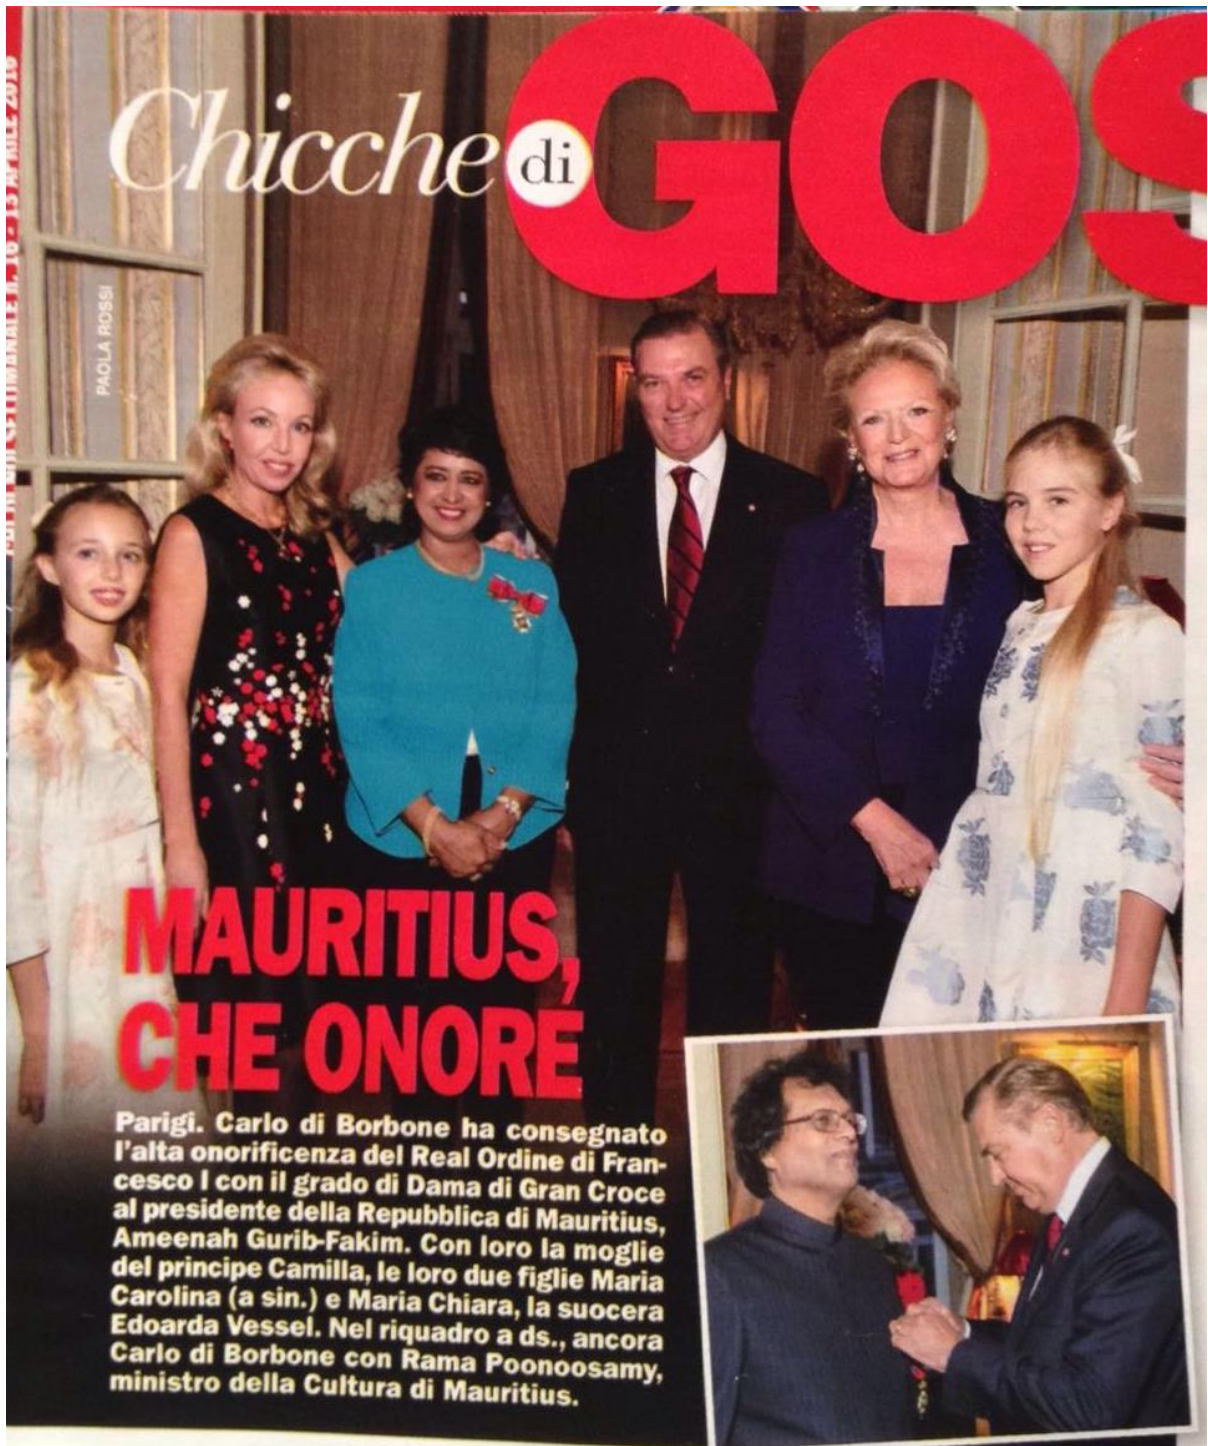 Chicche di GOS
PAOLA ROSSI
MAURITIUS,
CHE ONORE
Parigi. Carlo di Borbone ha consegnato
l'alta onorificenza del Real Ordine di Fran-
cesco I con il grado di Dama di Gran Croce
al presidente della Repubblica di Mauritius,
Ameenah Gurib-Fakim. Con loro la moglie
del principe Camilla, le loro due figlie Maria
Carolina (a sin.) e Maria Chiara, la suocera
Edoarda Vessel. Nel riquadro a ds., ancora
Carlo di Borbone con Rama Poonoosamy,
ministro della Cultura di Mauritius.